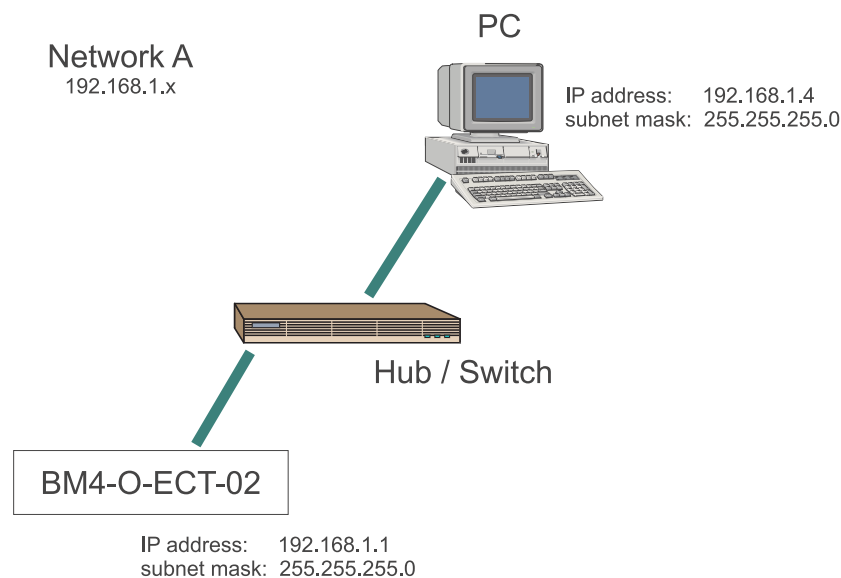 Network A
192.168.1.x
PC
IP address: 192.168.1.4
subnet mask: 255.255.255.0
Hub / Switch
BM4-O-ECT-02
IP address: 192.168.1.1
subnet mask: 255.255.255.0